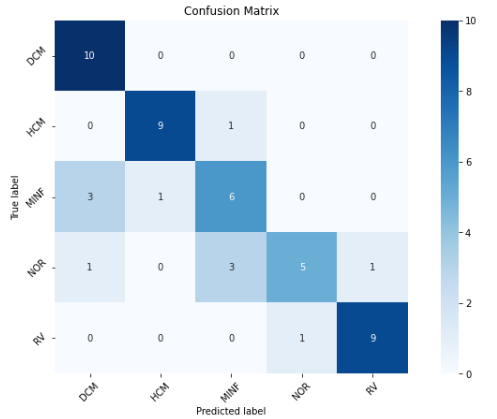 Confusion Matrix
True label
DCM 10 0 0 0 0
HCM 0 9 1 0 0
MINF 3 1 6 0 0
NOR 1 0 3 5 1
RV 0 0 0 1 9
DCM HCM MINF NOR RV
Predicted label
10
8
6
4
2
0